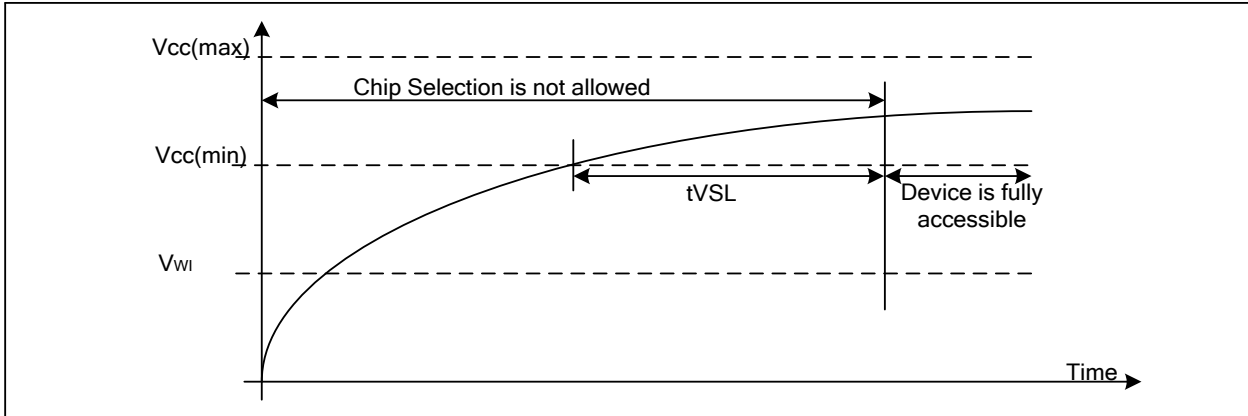 Vcc(max)
Chip Selection is not allowed
Vcc(min)
tVSL
Device is fully
accessible
VWI
Time